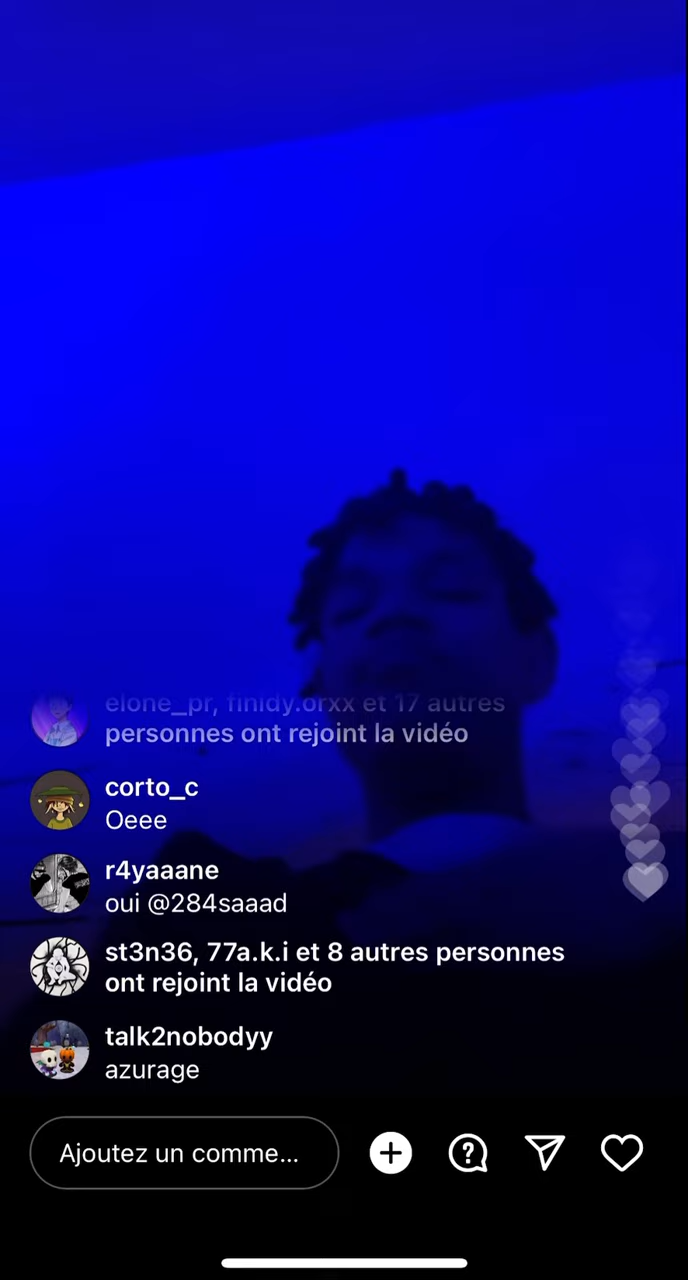 elone_pr, finidy.orxx et 17 autres
personnes ont rejoint la vidéo
corto_c
Oeee
r4yaaane
oui @284saaad
st3n36, 77a.k.i et 8 autres personnes
ont rejoint la vidéo
talk2nobodyy
azurage
Ajoutez un comme...